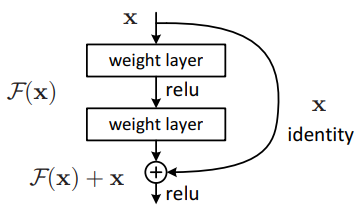 x
weight layer
relu
F(x)
x
weight layer
identity
F(x) + x
+
relu